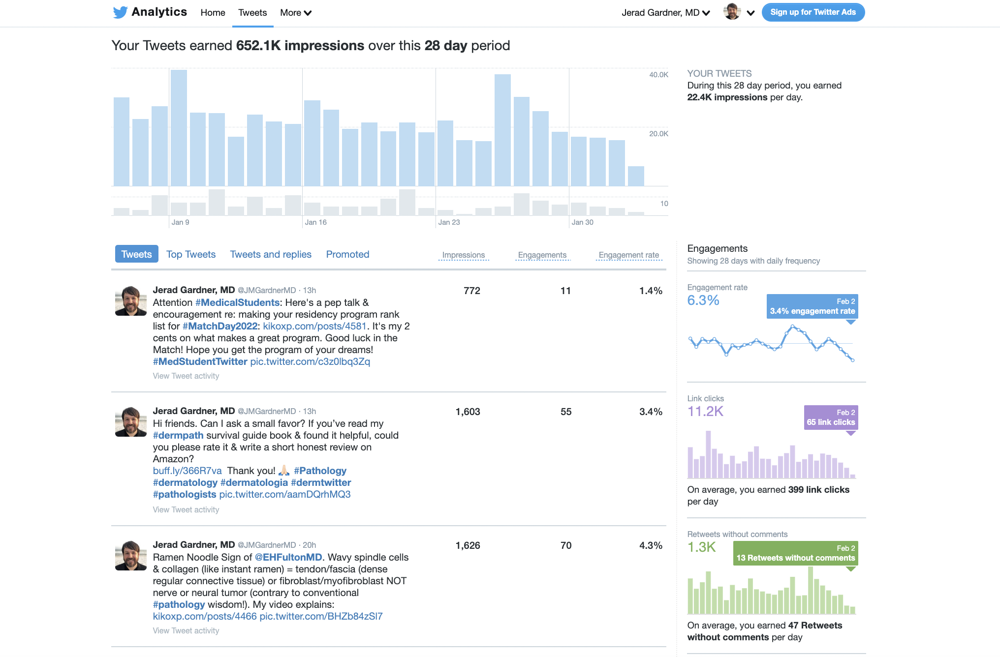 Analytics Home Tweets More Jerad Gardner, MD Sign up for Twitter Ads
Your Tweets earned 652.1K impressions over this 28 day period
40.0K
20.0K
10
Jan 9 Jan 16 Jan 23 Jan 30
YOUR TWEETS
During this 28 day period, you earned
22.4K impressions per day.
Tweets Top Tweets Tweets and replies Promoted Impressions Engagements Engagement rate
Jerad Gardner, MD @JMGardnerMD · 13h 772 11 1.4%
Attention #MedicalStudents: Here's a pep talk &
encouragement re: making your residency program rank
list for #MatchDay2022: kikoxp.com/posts/4581. It's my 2
cents on what makes a great program. Good luck in the
Match! Hope you get the program of your dreams!
#MedStudentTwitter pic.twitter.com/c3z0lbq3Zq
View Tweet activity
Jerad Gardner, MD @JMGardnerMD · 13h 1,603 55 3.4%
Hi friends. Can I ask a small favor? If you’ve read my
#dermpath survival guide book & found it helpful, could
you please rate it & write a short honest review on
Amazon?
buff.ly/366R7va Thank you! 🙏🏻 #Pathology
#dermatology #dermatologia #dermtwitter
#pathologists pic.twitter.com/aamDQrhMQ3
View Tweet activity
Jerad Gardner, MD @JMGardnerMD · 20h 1,626 70 4.3%
Ramen Noodle Sign of @EHFultonMD. Wavy spindle cells
& collagen (like instant ramen) = tendon/fascia (dense
regular connective tissue) or fibroblast/myofibroblast NOT
nerve or neural tumor (contrary to conventional
#pathology wisdom!). My video explains:
kikoxp.com/posts/4466 pic.twitter.com/BHZb84zSl7
View Tweet activity
Engagements
Showing 28 days with daily frequency
Engagement rate
6.3%
Feb 2
3.4% engagement rate
Link clicks
11.2K
Feb 2
65 link clicks
On average, you earned 399 link clicks
per day
Retweets without comments
1.3K
Feb 2
13 Retweets without comments
On average, you earned 47 Retweets
without comments per day